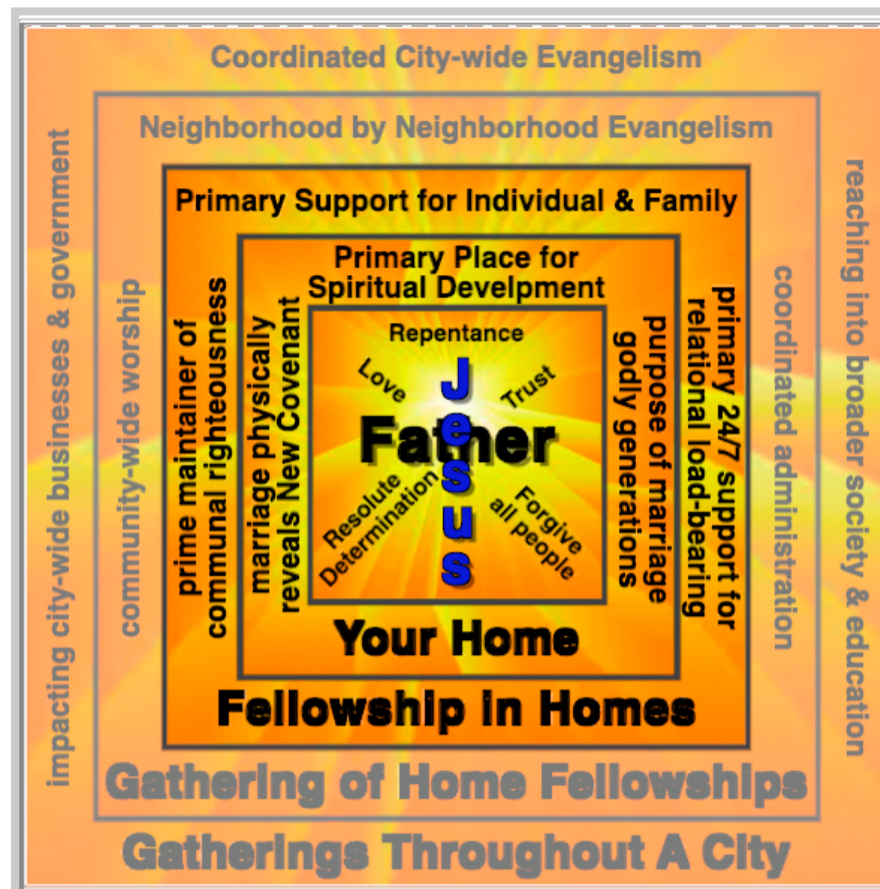 Coordinated City-wide Evangelism
Neighborhood by Neighborhood Evangelism
Primary Support for Individual & Family
Primary Place for
Spiritual Develpment
Repentance
Love
Trust
Jesus
Father
Resolute
Determination
Forgive
all people
impacting city-wide businesses & government
community-wide worship
prime maintainer of
communal righteousness
marriage physically
reveals New Covenant
purpose of marriage
godly generations
primary 24/7 support for
relational load-bearing
coordinated administration
reaching into broader society & education
Your Home
Fellowship in Homes
Gathering of Home Fellowships
Gatherings Throughout A City